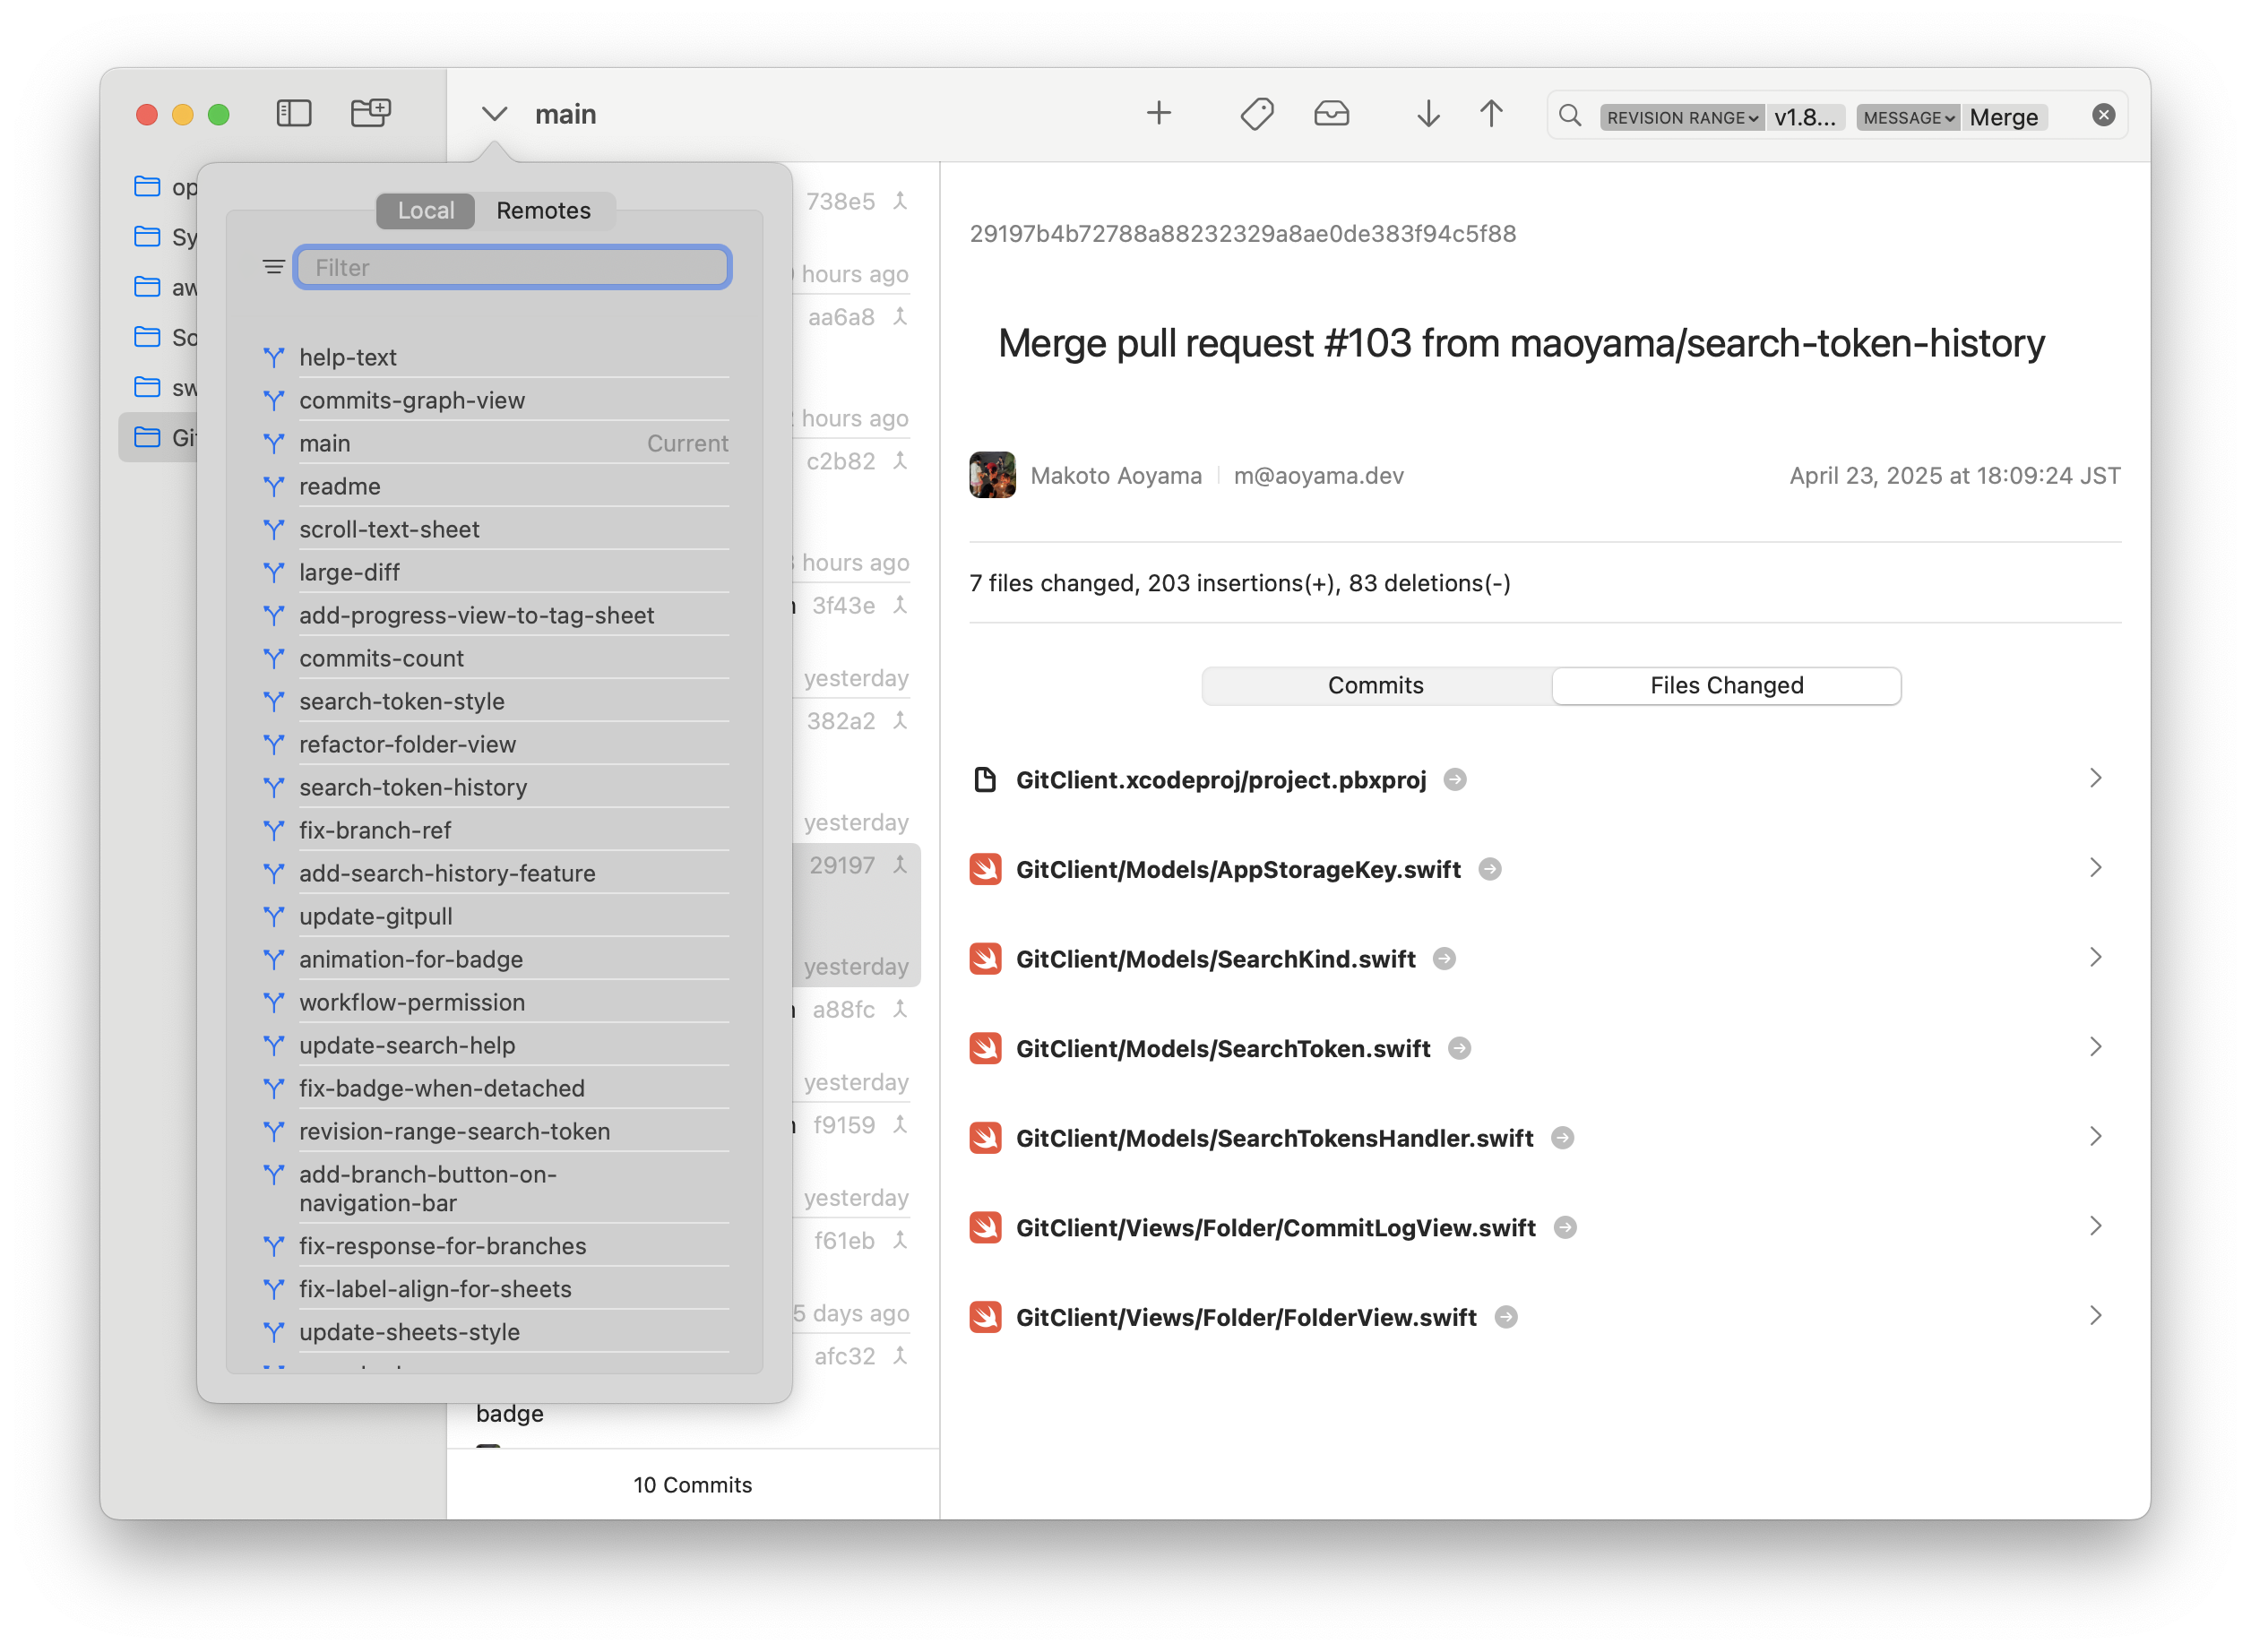 main
REVISION RANGE v1.8... MESSAGE Merge
op
Sy
aw
So
sw
Gi
Local Remotes
Filter
help-text
commits-graph-view
main Current
readme
scroll-text-sheet
large-diff
add-progress-view-to-tag-sheet
commits-count
search-token-style
refactor-folder-view
search-token-history
fix-branch-ref
add-search-history-feature
update-gitpull
animation-for-badge
workflow-permission
update-search-help
fix-badge-when-detached
revision-range-search-token
add-branch-button-on-
navigation-bar
fix-response-for-branches
fix-label-align-for-sheets
update-sheets-style
738e5
hours ago
aa6a8
hours ago
c2b82
hours ago
3f43e
yesterday
382a2
yesterday
29197
yesterday
a88fc
yesterday
f9159
yesterday
f61eb
5 days ago
afc32
badge
10 Commits
29197b4b72788a88232329a8ae0de383f94c5f88
Merge pull request #103 from maoyama/search-token-history
Makoto Aoyama m@aoyama.dev April 23, 2025 at 18:09:24 JST
7 files changed, 203 insertions(+), 83 deletions(-)
Commits Files Changed
GitClient.xcodeproj/project.pbxproj
GitClient/Models/AppStorageKey.swift
GitClient/Models/SearchKind.swift
GitClient/Models/SearchToken.swift
GitClient/Models/SearchTokensHandler.swift
GitClient/Views/Folder/CommitLogView.swift
GitClient/Views/Folder/FolderView.swift